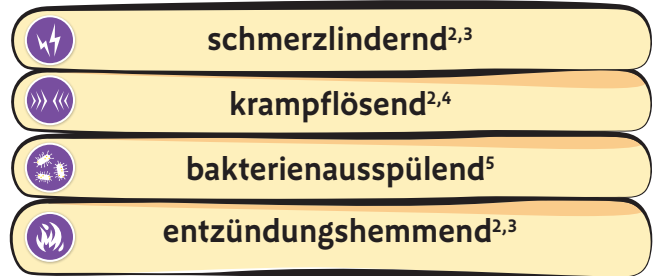 schmerzlindernd2,3
krampflösend2,4
bakterienausspülend5
entzündungshemmend2,3